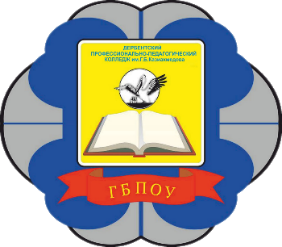 ДЕРБЕНТСКИЙ
ПРОФЕССИОНАЛЬНО-ПЕДАГОГИЧЕСКИЙ
КОЛЛЕДЖ им.Г.Б.Казиахмедова
ГБПОУ